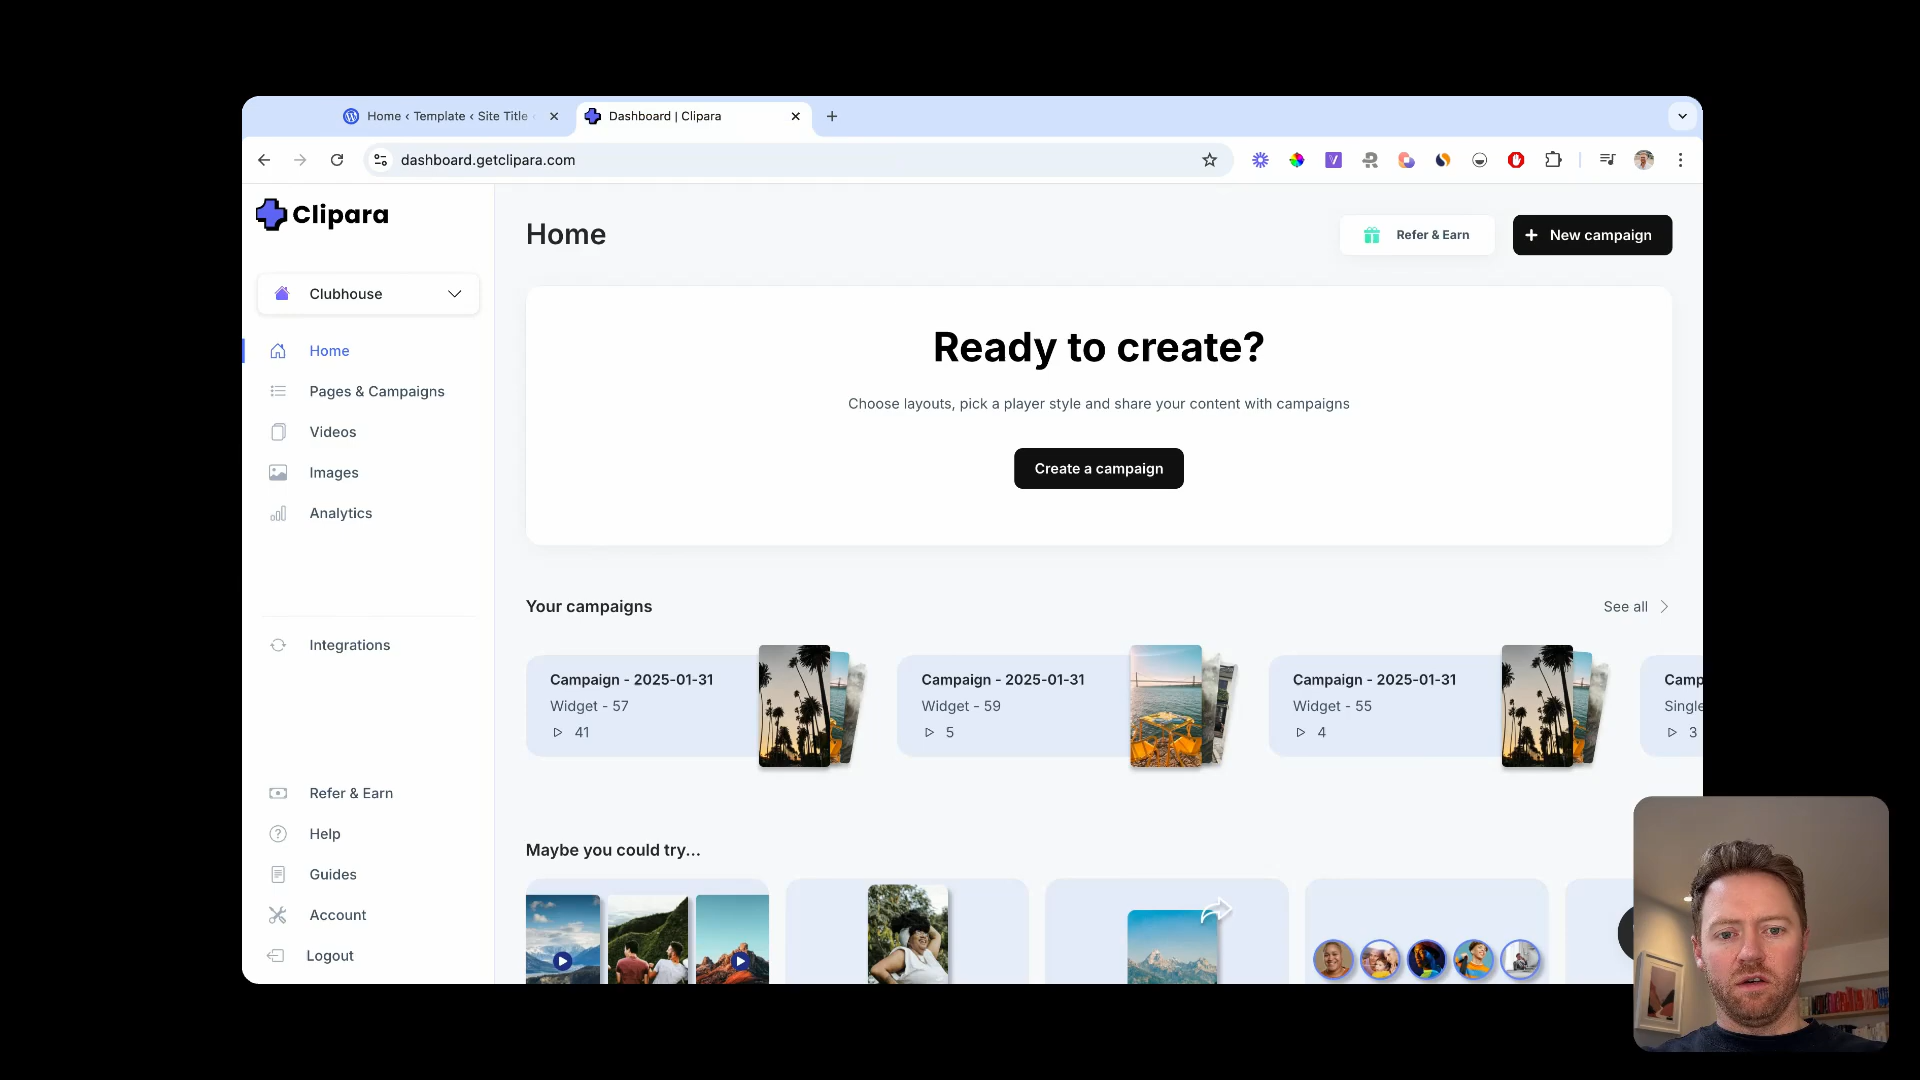 Home ‹ Template ‹ Site Title
Dashboard | Clipara
dashboard.getclipara.com
Clipara
Home
Refer & Earn
New campaign
Clubhouse
Home
Pages & Campaigns
Videos
Images
Analytics
Integrations
Refer & Earn
Help
Guides
Account
Logout
Ready to create?
Choose layouts, pick a player style and share your content with campaigns
Create a campaign
Your campaigns
See all
Campaign - 2025-01-31
Widget - 57
41
Campaign - 2025-01-31
Widget - 59
5
Campaign - 2025-01-31
Widget - 55
4
Camp
Single
3
Maybe you could try...